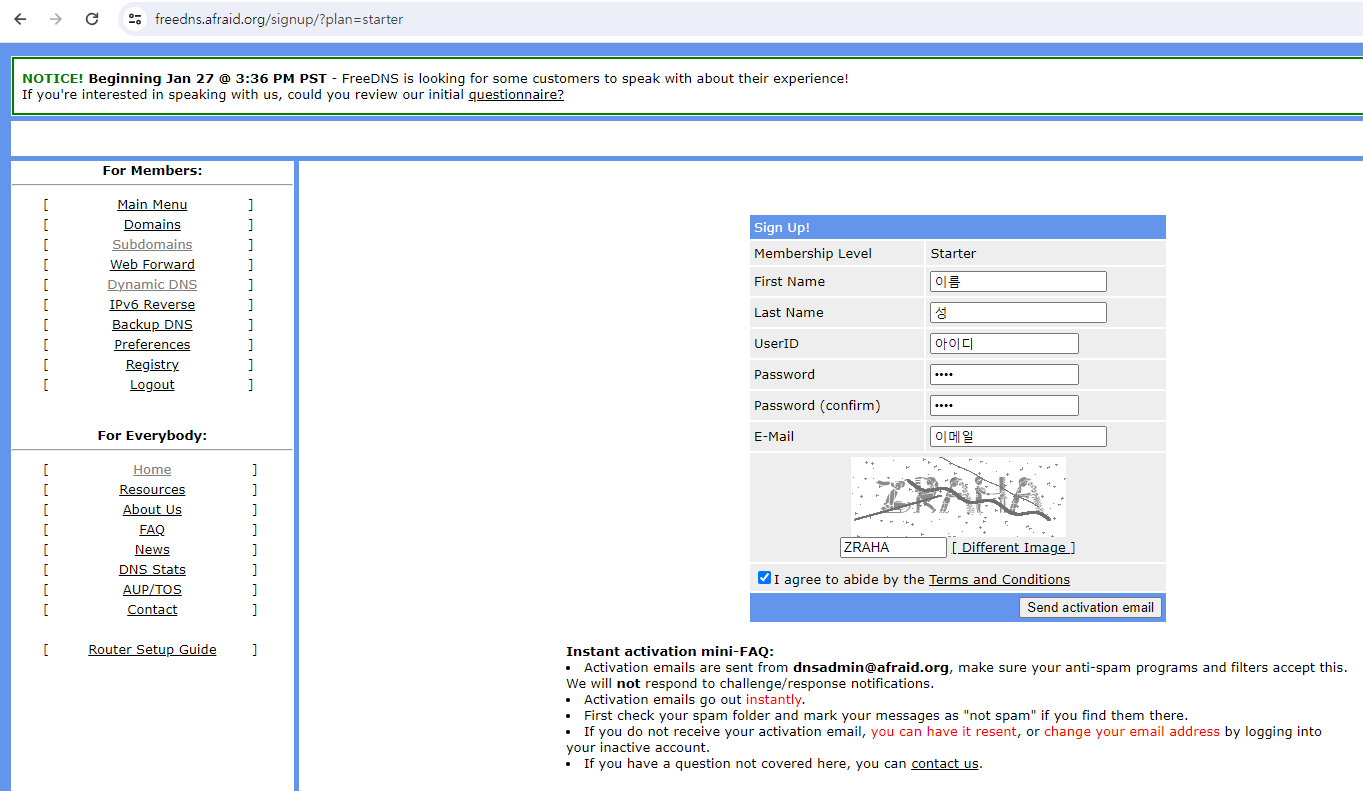 freedns.afraid.org/signup/?plan=starter
NOTICE! Beginning Jan 27 @ 3:36 PM PST - FreeDNS is looking for some customers to speak with about their experience!
If you're interested in speaking with us, could you review our initial questionnaire?
For Members:
[ Main Menu ]
[ Domains ]
[ Subdomains ]
[ Web Forward ]
[ Dynamic DNS ]
[ IPv6 Reverse ]
[ Backup DNS ]
[ Preferences ]
[ Registry ]
[ Logout ]
For Everybody:
[ Home ]
[ Resources ]
[ About Us ]
[ FAQ ]
[ News ]
[ DNS Stats ]
[ AUP/TOS ]
[ Contact ]
[ Router Setup Guide ]
Sign Up!
Membership Level Starter
First Name 이름
Last Name 성
UserID 아이디
Password ••••
Password (confirm) ••••
E-Mail 이메일
ZRAHA
ZRAHA [ Different Image ]
I agree to abide by the Terms and Conditions
Send activation email
Instant activation mini-FAQ:
• Activation emails are sent from dnsadmin@afraid.org, make sure your anti-spam programs and filters accept this.
We will not respond to challenge/response notifications.
• Activation emails go out instantly.
• First check your spam folder and mark your messages as "not spam" if you find them there.
• If you do not receive your activation email, you can have it resent, or change your email address by logging into
your inactive account.
• If you have a question not covered here, you can contact us.